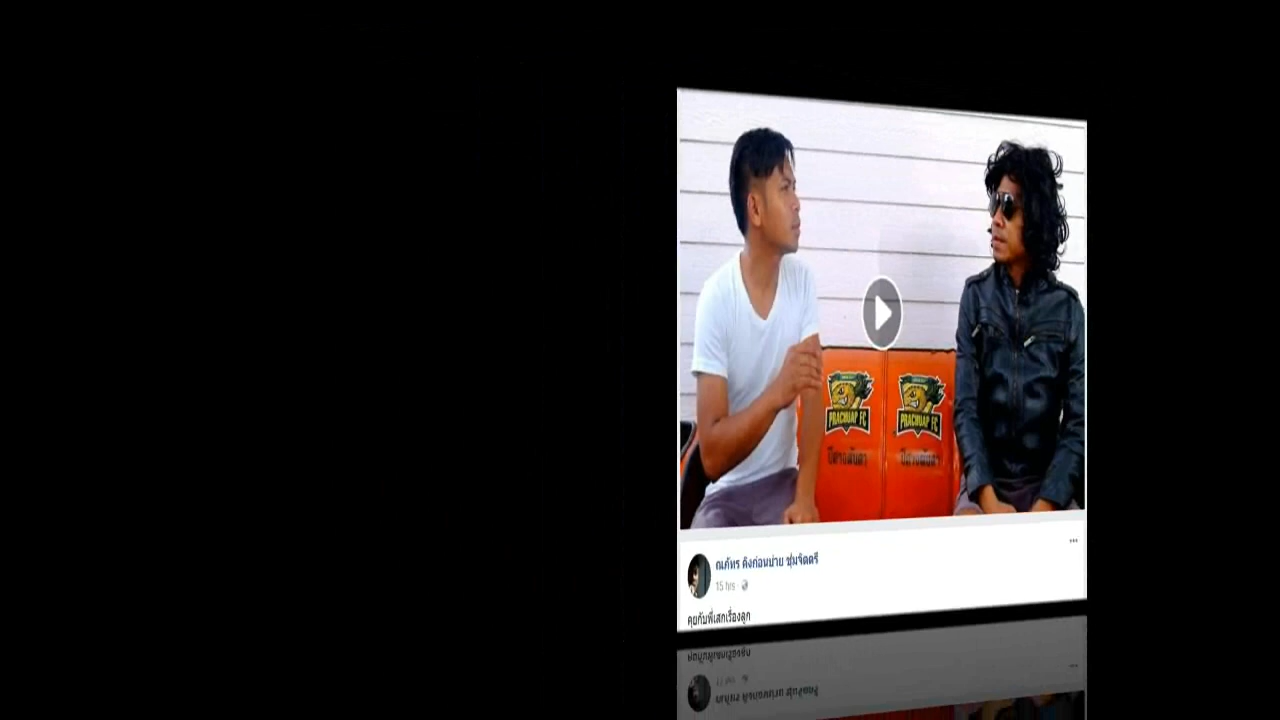 PRACHUAP FC
PRACHUAP FC
ณภัทร ดังก่อนบ่าย ชุ่มจิตตรี
15 hrs
คุยกับพี่เสกเรื่องลูก